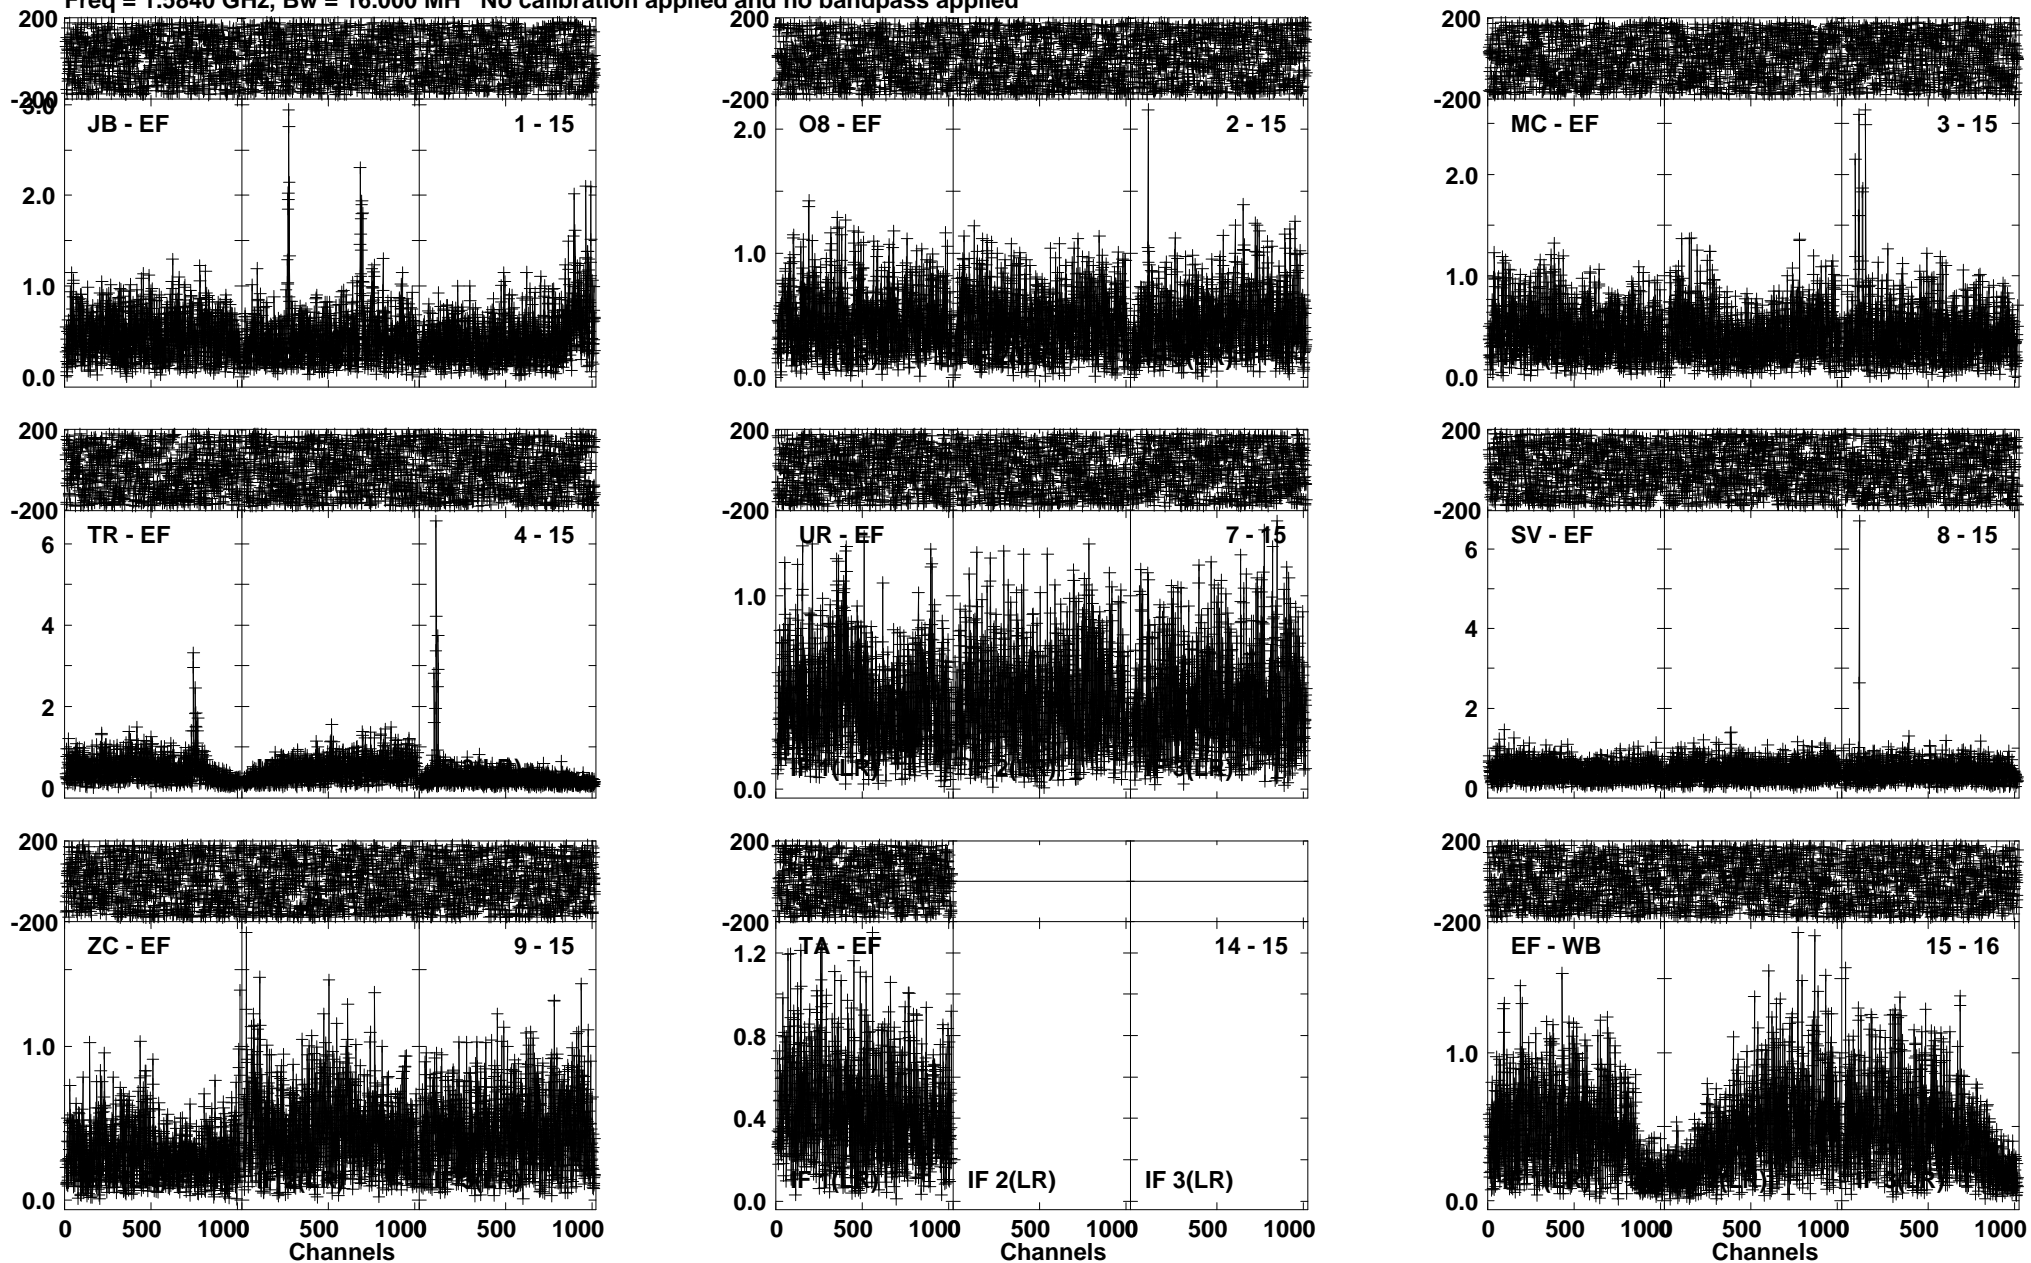 Freq = 1.5840 GHz, Bw = 16.000 MH No calibration applied and no bandpass applied
200 200 200
-200 -200 -200
3.0 JB - EF 1 - 15 O8 - EF 2 - 15 MC - EF 3 - 15
2.0 2.0 2.0
1.0 1.0 1.0
0.0 0.0 0.0
500 1000 500 1000 500 1000
200 200 200
-200 -200 -200
TR - EF 4 - 15 UR - EF 7 - 15 SV - EF 8 - 15
6 6
4 1.0 4
2 2
0 0.0 0
200 200 200
-200 -200 -200
ZC - EF 9 - 15 TA - EF 14 - 15 EF - WB 15 - 16
1.2
1.0 0.8 1.0
0.4
IF 2(LR) IF 3(LR)
0.0 0.0 0.0
0 500 1000 500 1000 500 0 500 1000 500 1000 500 1000 0 500 1000 500 1000 500 1000
Channels Channels Channels